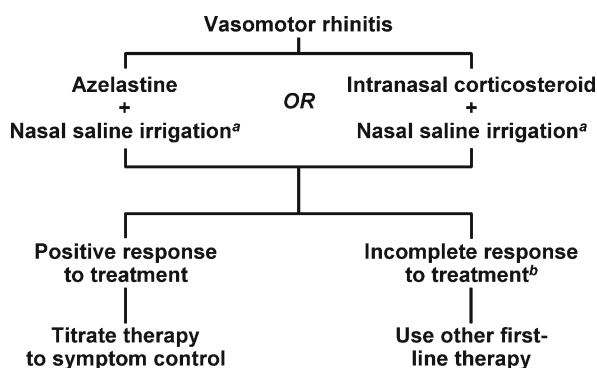 Vasomotor rhinitis
Azelastine
+
Nasal saline irrigationa
OR
Intranasal corticosteroid
+
Nasal saline irrigationa
Positive response
to treatment
Incomplete response
to treatmentb
Titrate therapy
to symptom control
Use other first-
line therapy